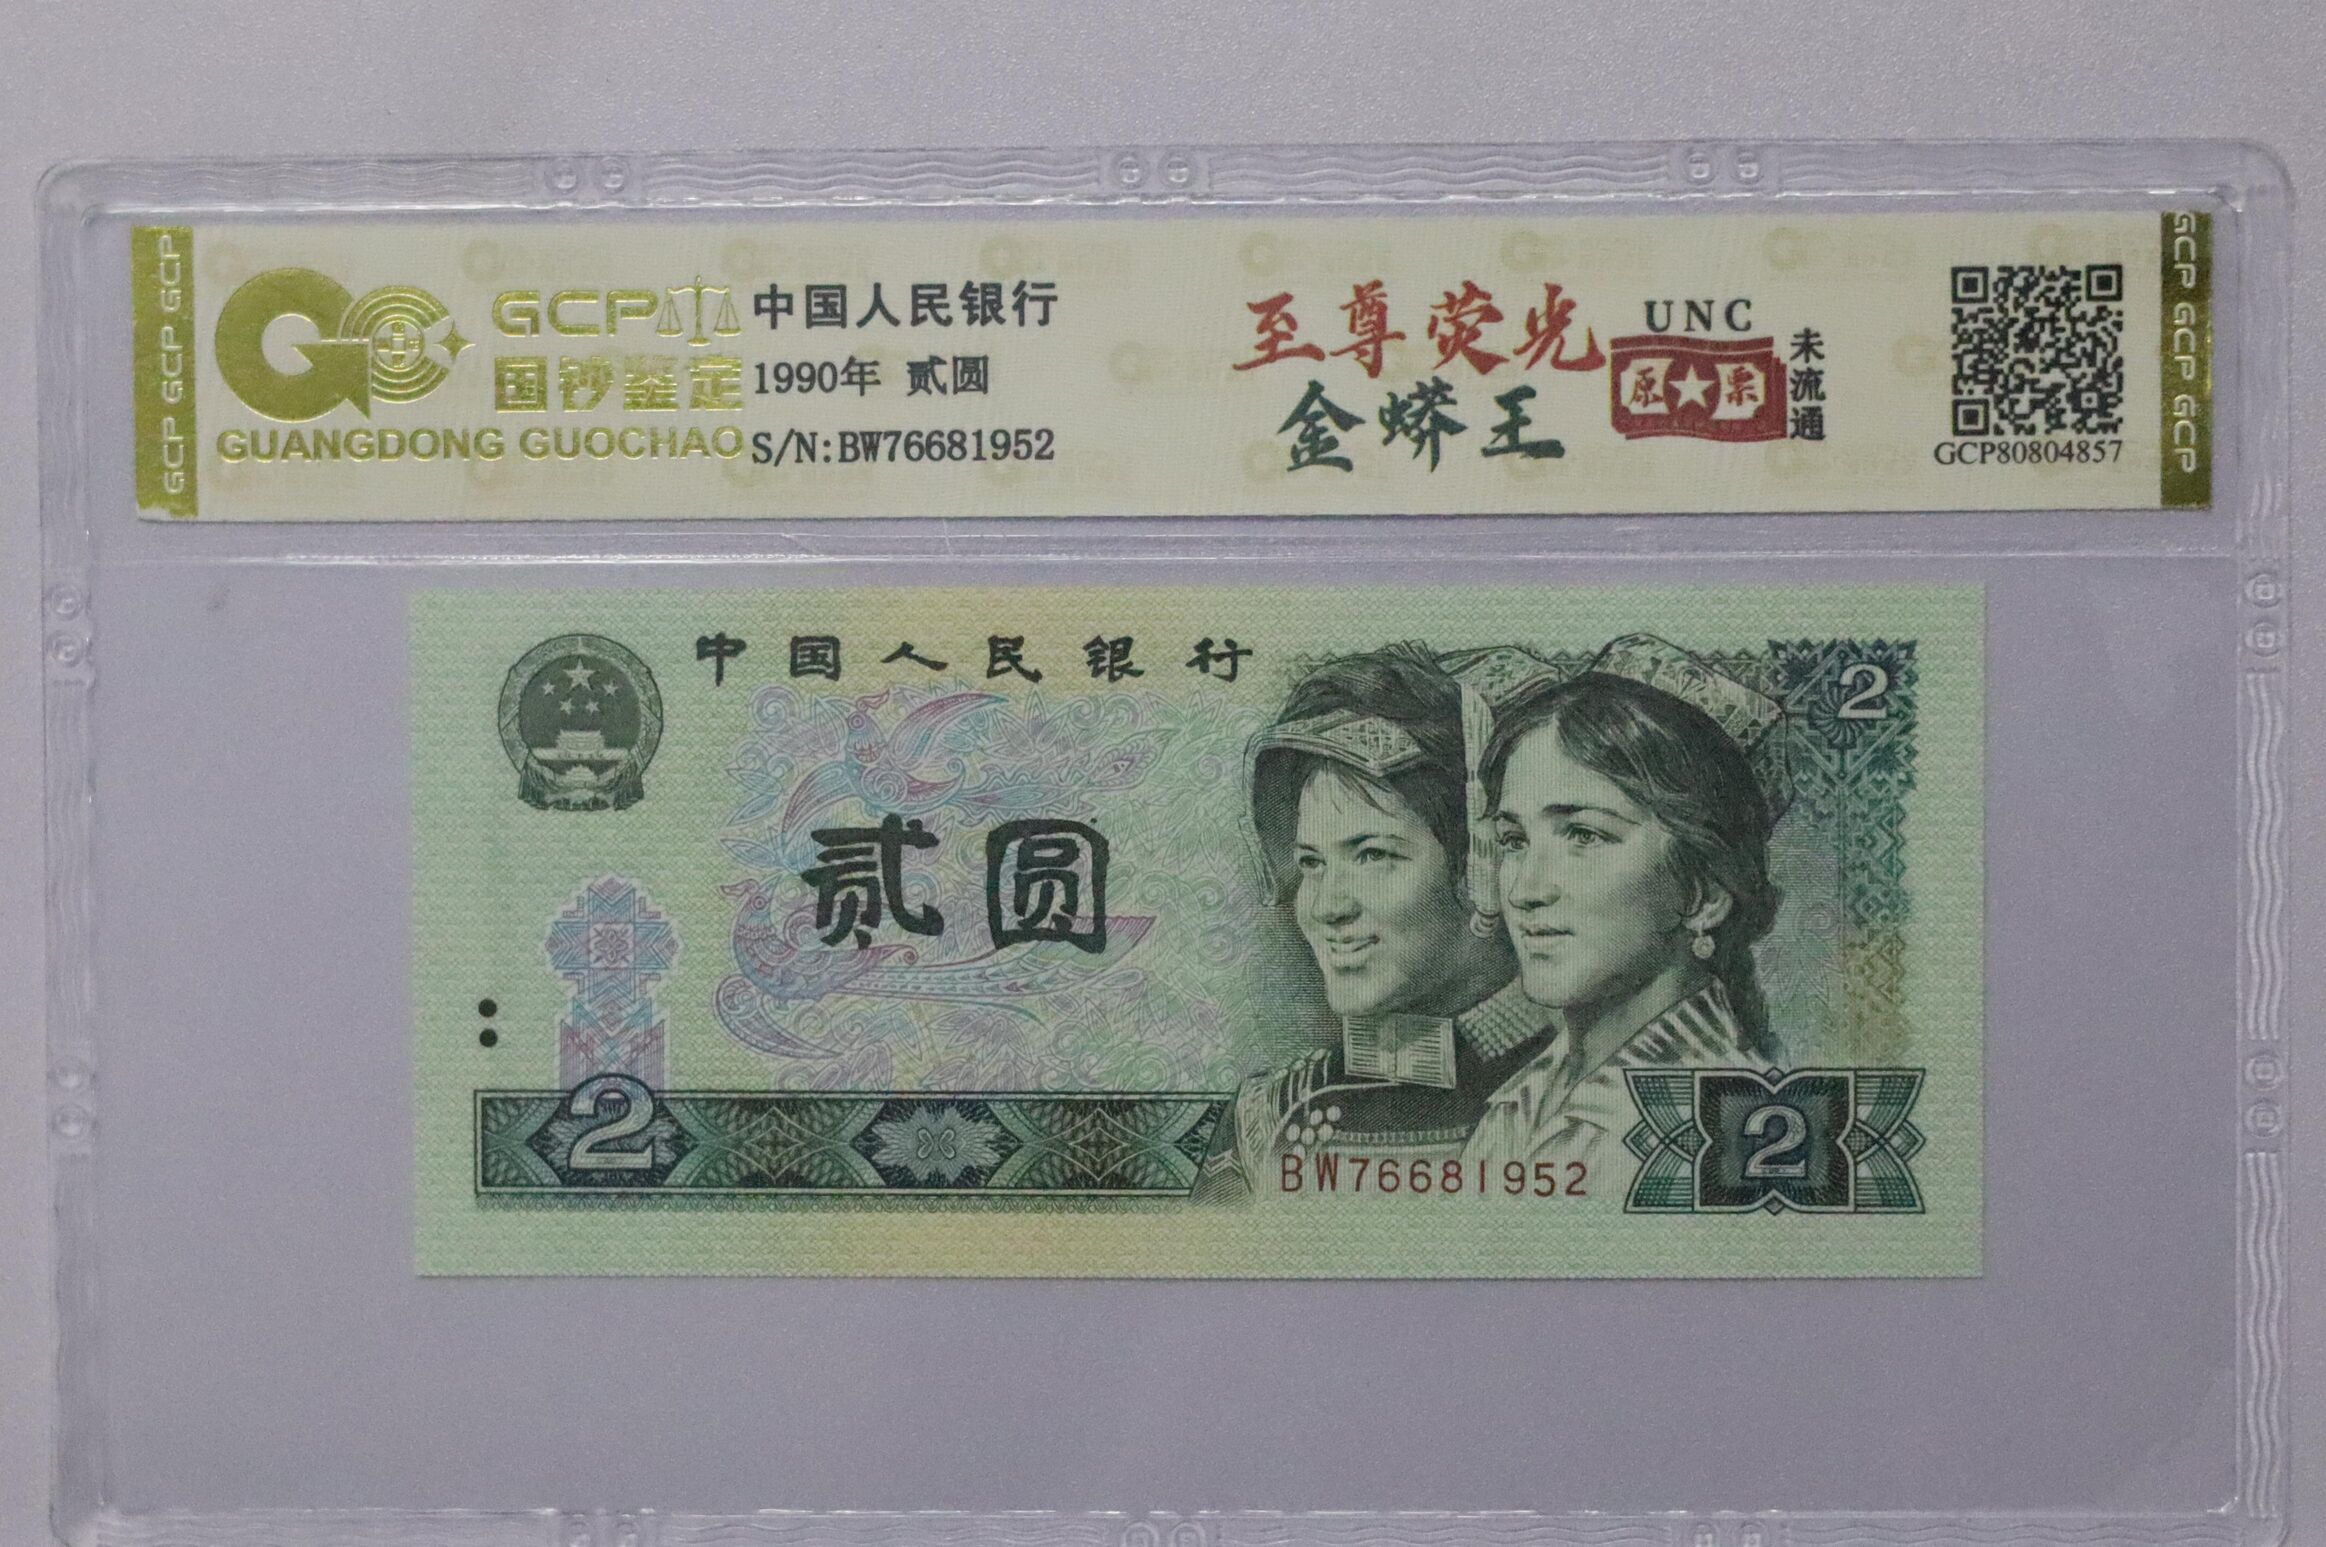 GCP GCP GCP
GCP
国钞鉴定
GUANGDONG GUOCHAO
中国人民银行
1990年 贰圆
S/N:BW76681952
至尊荧光
金蟒王
UNC
原票
未流通
GCP80804857
GCP GCP GCP
中国人民银行
2
贰圆
2
BW76681952
2